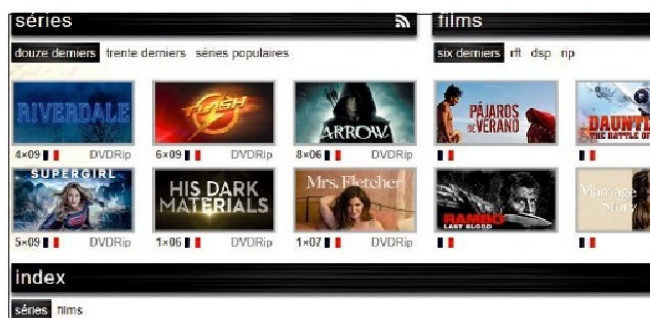 séries
films
douze derniers trente derniers séries populaires
six derniers rft dsp rip
RIVERDALE
FLASH
ARROW
PÁJAROS DE VERANO
DAUNTL
THE BATTLE OF
4×09 DVDRip
6×09 DVDRip
8×06 DVDRip
SUPERGIRL
HIS DARK MATERIALS
Mrs. Fletcher
RAMBO
LAST BLOOD
Marriage Story
5×09 DVDRip
1×06 DVDRip
1×07 DVDRip
index
séries films